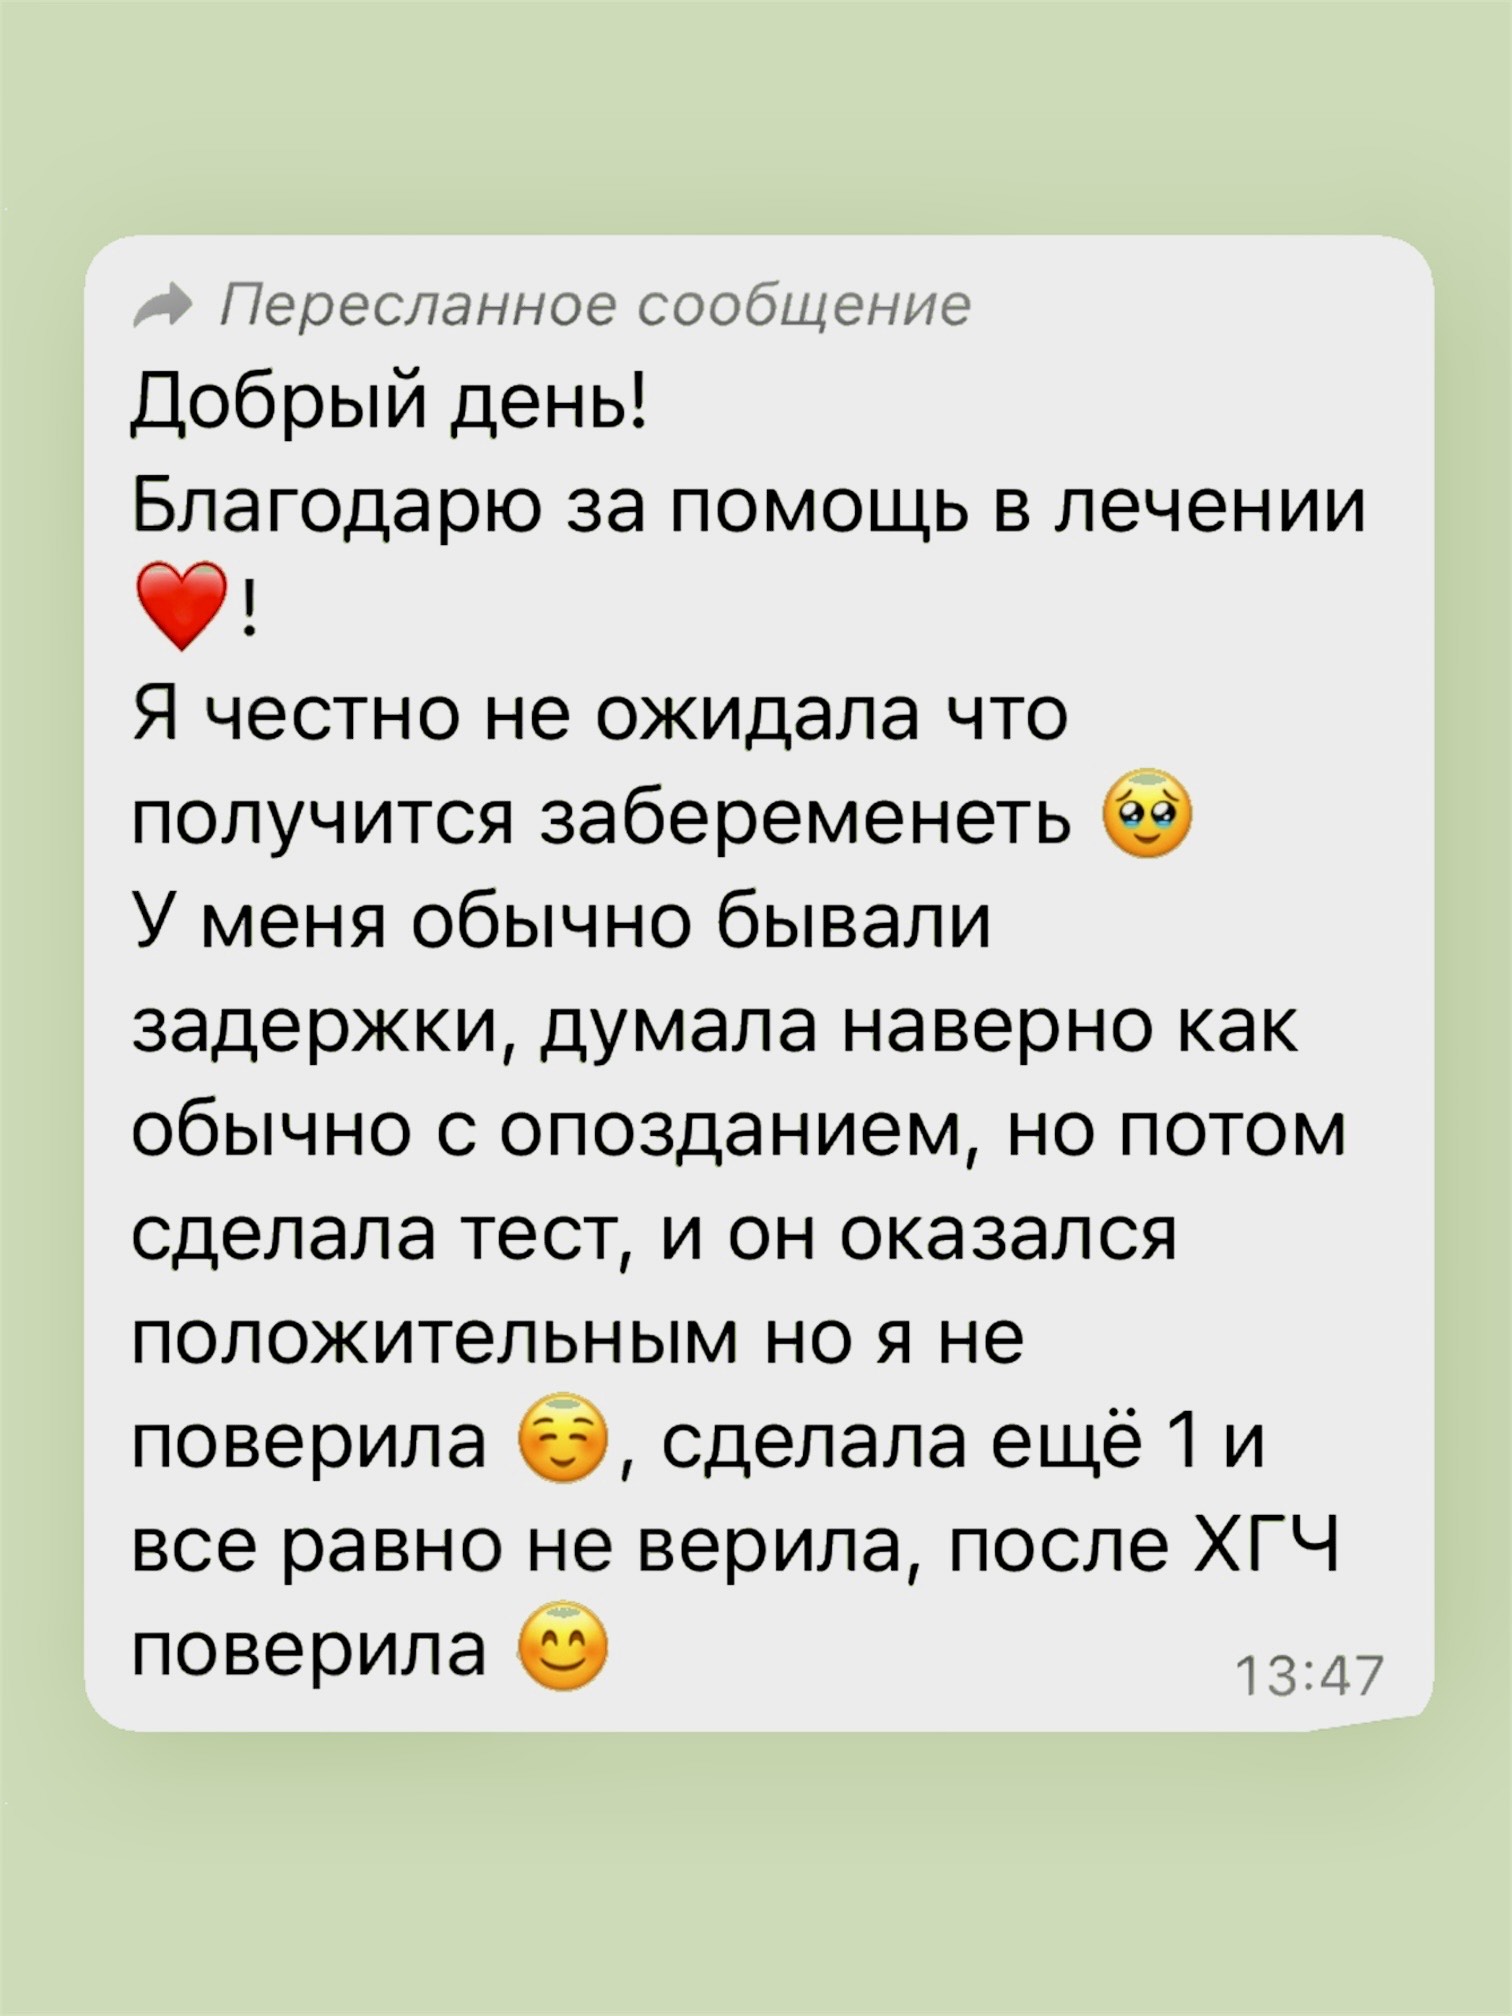 Пересланное сообщение
Добрый день!
Благодарю за помощь в лечении
❤️!
Я честно не ожидала что
получится забеременеть 🥹
У меня обычно бывали
задержки, думала наверно как
обычно с опозданием, но потом
сделала тест, и он оказался
положительным но я не
поверила ☺️, сделала ещё 1 и
все равно не верила, после ХГЧ
поверила 😊
13:47